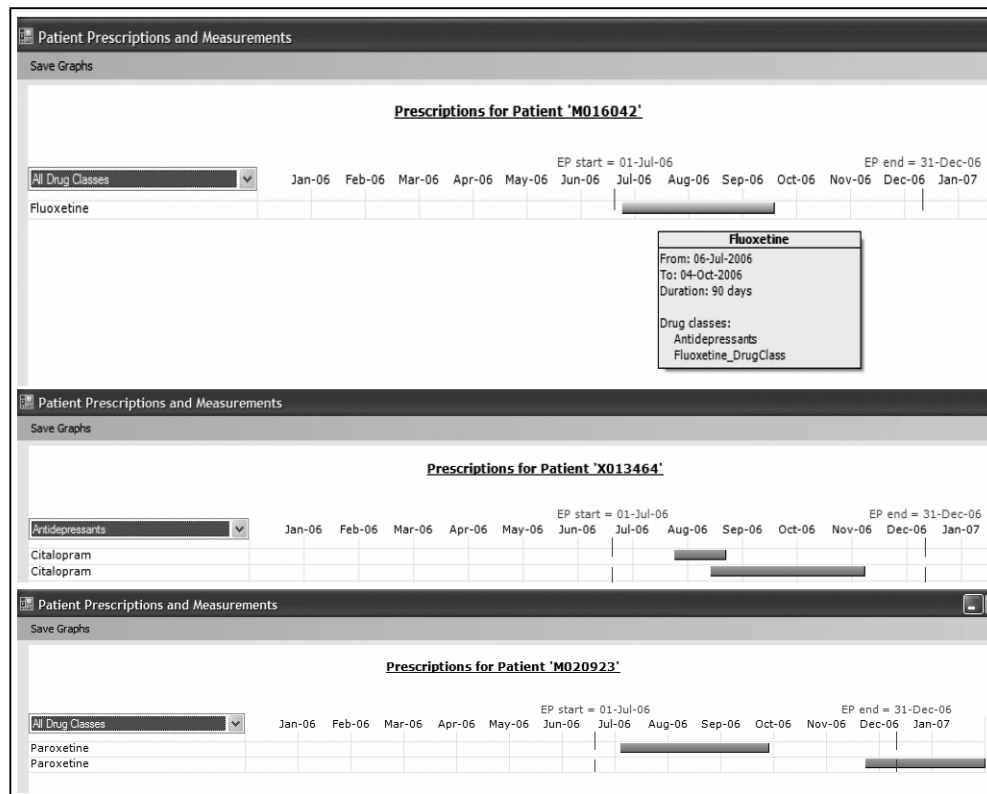 Patient Prescriptions and Measurements
Save Graphs
Prescriptions for Patient 'M016042'
EP start = 01-Jul-06 EP end = 31-Dec-06
All Drug Classes Jan-06 Feb-06 Mar-06 Apr-06 May-06 Jun-06 Jul-06 Aug-06 Sep-06 Oct-06 Nov-06 Dec-06 Jan-07
Fluoxetine
Fluoxetine
From: 06-Jul-2006
To: 04-Oct-2006
Duration: 90 days
Drug classes:
Antidepressants
Fluoxetine_DrugClass
Patient Prescriptions and Measurements
Save Graphs
Prescriptions for Patient 'X013464'
EP start = 01-Jul-06 EP end = 31-Dec-06
Antidepressants Jan-06 Feb-06 Mar-06 Apr-06 May-06 Jun-06 Jul-06 Aug-06 Sep-06 Oct-06 Nov-06 Dec-06 Jan-07
Citalopram
Citalopram
Patient Prescriptions and Measurements
Save Graphs
Prescriptions for Patient 'M020923'
EP start = 01-Jul-06 EP end = 31-Dec-06
All Drug Classes Jan-06 Feb-06 Mar-06 Apr-06 May-06 Jun-06 Jul-06 Aug-06 Sep-06 Oct-06 Nov-06 Dec-06 Jan-07
Paroxetine
Paroxetine